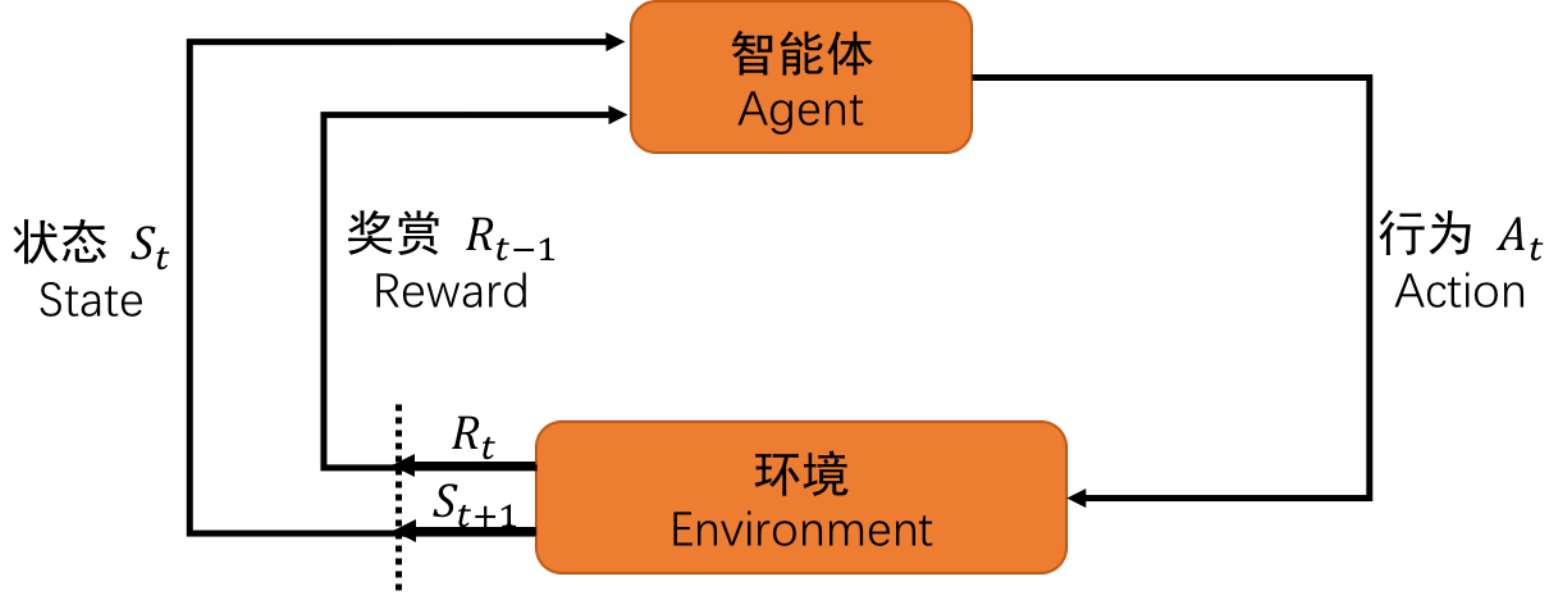 智能体
Agent
状态 S_t
State
奖赏 R_{t−1}
Reward
行为 A_t
Action
R_t
S_{t+1}
环境
Environment